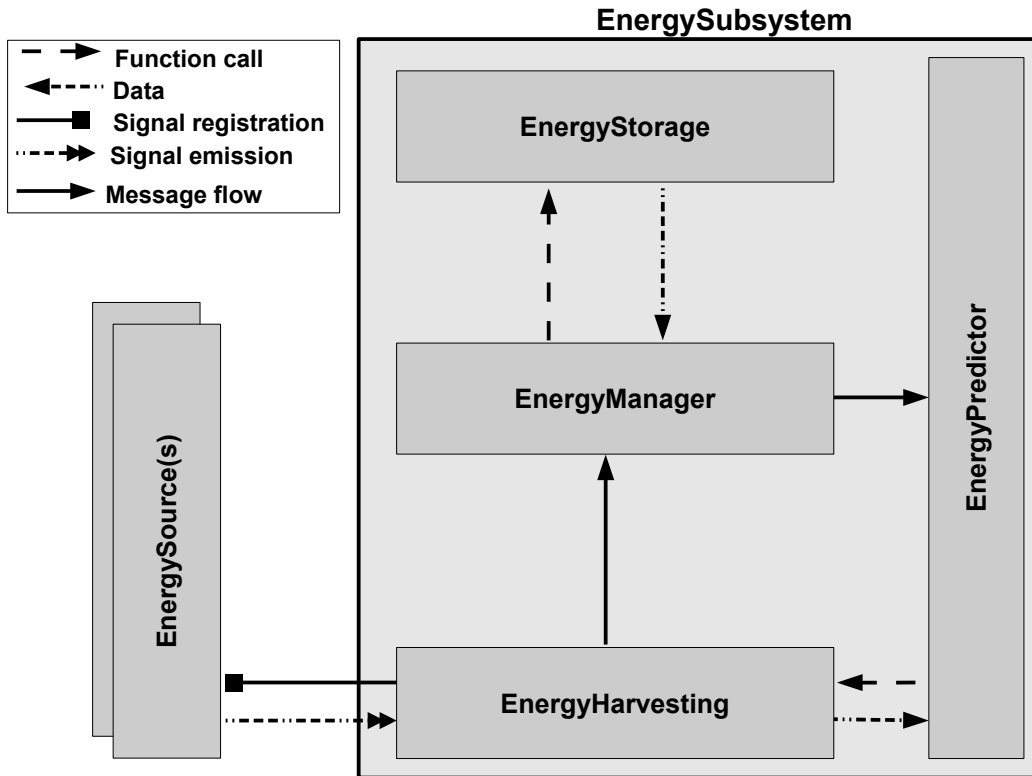 EnergySubsystem
Function call
Data
Signal registration
Signal emission
Message flow
EnergyStorage
EnergyManager
EnergyPredictor
EnergySource(s)
EnergyHarvesting